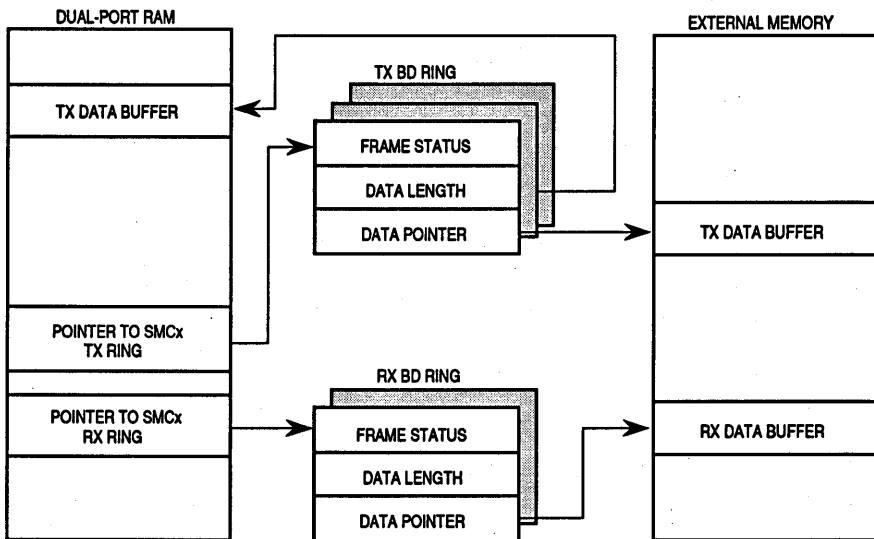 DUAL-PORT RAM
EXTERNAL MEMORY
TX BD RING
TX DATA BUFFER
FRAME STATUS
DATA LENGTH
DATA POINTER
TX DATA BUFFER
POINTER TO SMCx
TX RING
RX BD RING
POINTER TO SMCx
RX RING
FRAME STATUS
RX DATA BUFFER
DATA LENGTH
DATA POINTER